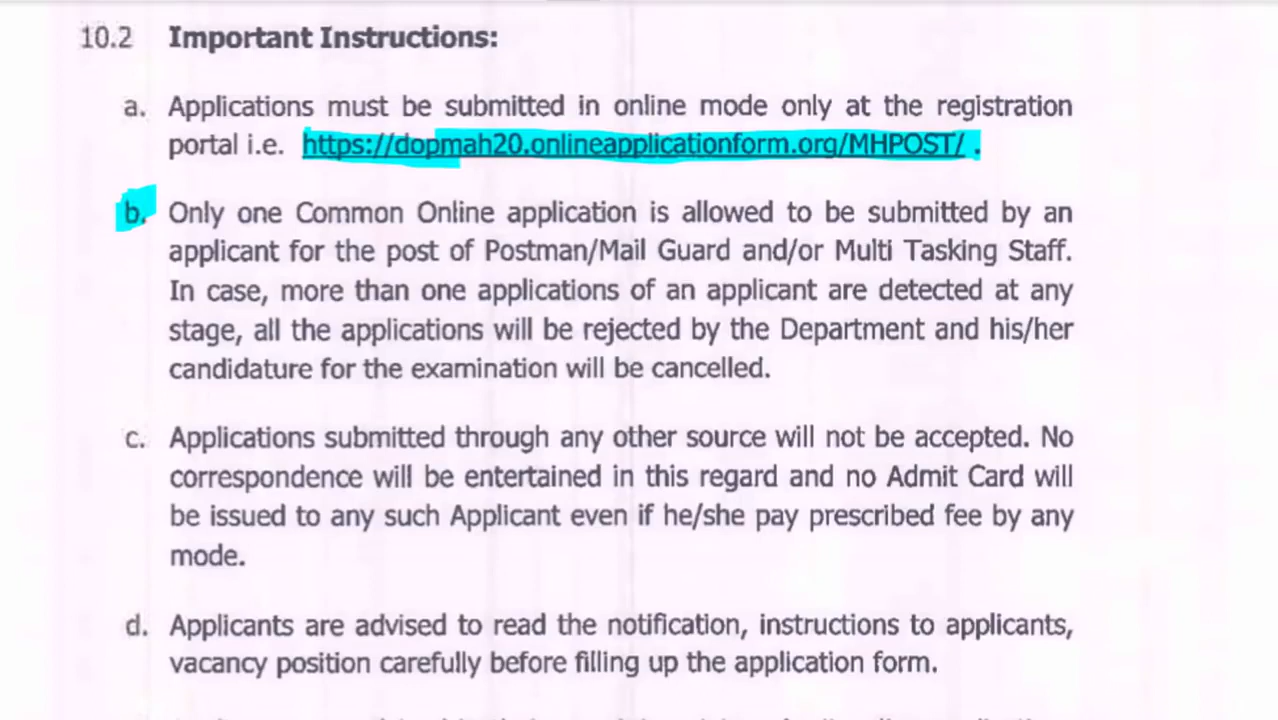 10.2 Important Instructions:
a. Applications must be submitted in online mode only at the registration
portal i.e. https://dopmah20.onlineapplicationform.org/MHPOST/ .
b. Only one Common Online application is allowed to be submitted by an
applicant for the post of Postman/Mail Guard and/or Multi Tasking Staff.
In case, more than one applications of an applicant are detected at any
stage, all the applications will be rejected by the Department and his/her
candidature for the examination will be cancelled.
c. Applications submitted through any other source will not be accepted. No
correspondence will be entertained in this regard and no Admit Card will
be issued to any such Applicant even if he/she pay prescribed fee by any
mode.
d. Applicants are advised to read the notification, instructions to applicants,
vacancy position carefully before filling up the application form.